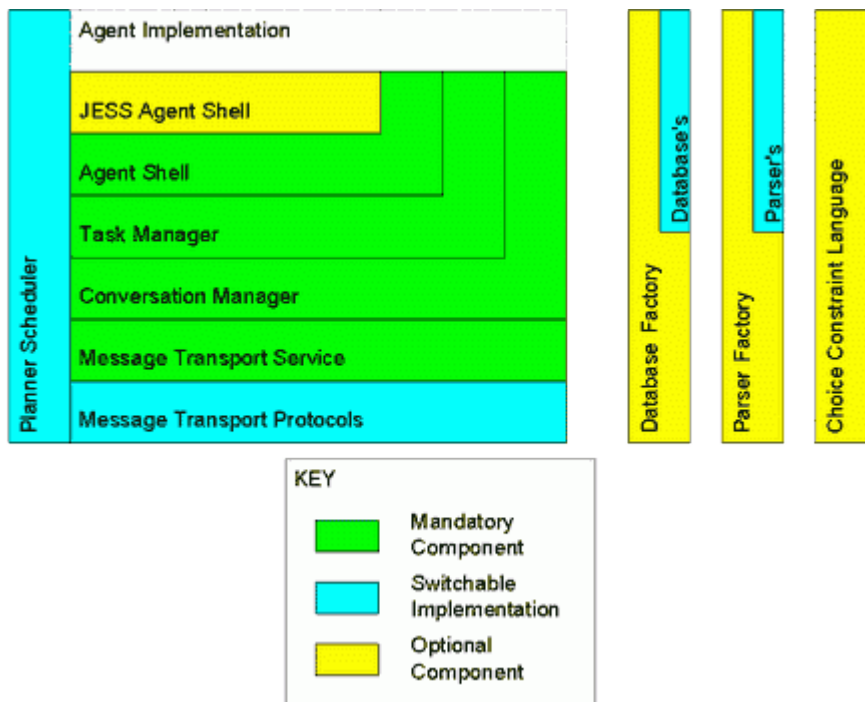 Agent Implementation
JESS Agent Shell
Agent Shell
Task Manager
Conversation Manager
Message Transport Service
Message Transport Protocols
Planner Scheduler
Database Factory
Database's
Parser Factory
Parser's
Choice Constraint Language
KEY
Mandatory
Component
Switchable
Implementation
Optional
Component